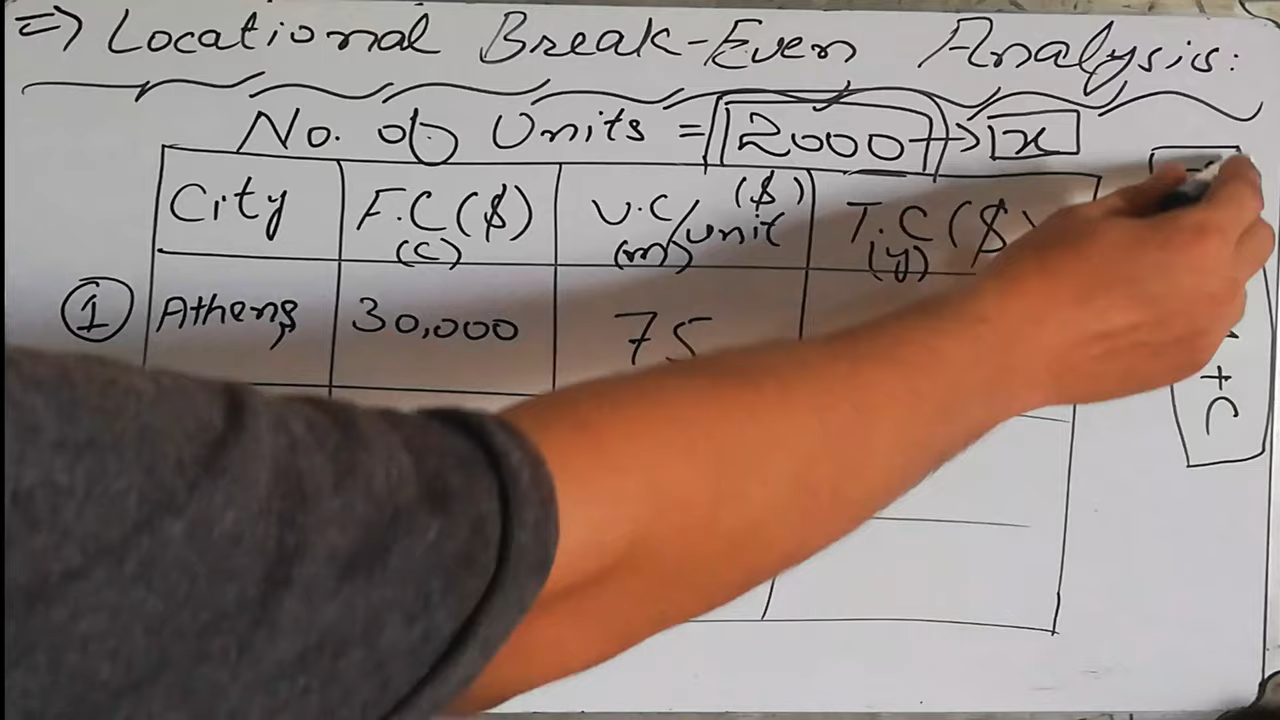 => Locational Break-Even Analysis:
No. of Units = 2000 → x
City F.C ($) V.C/unit ($) T.C ($)
(c) (m) (y)
1 Athens 30,000 75
+ C